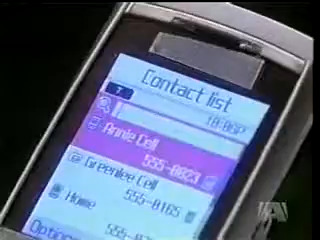 Contact list
Annie Cell
555-0823
Greenlee Cell
555-0165
Home
Options